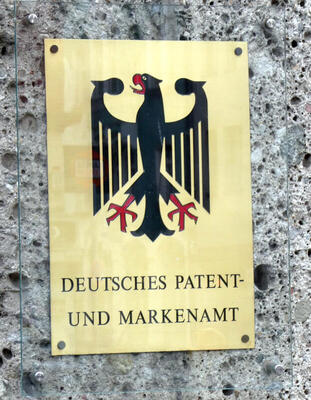 DEUTSCHES PATENT-
UND MARKENAMT